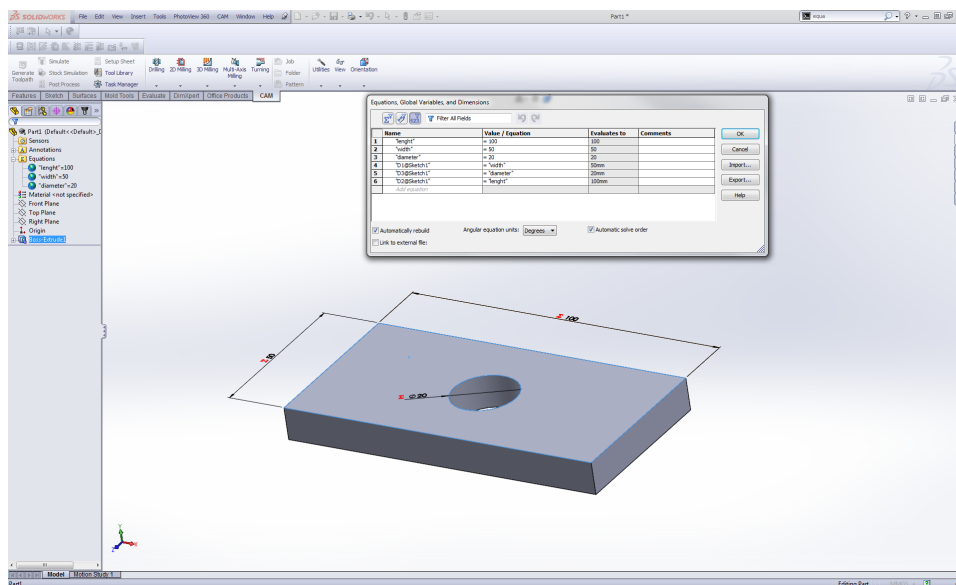 SOLIDWORKS File Edit View Insert Tools PhotoView 360 CAM Window Help Part1 * equa
Simulate Setup Sheet Job
Generate Toolpath Stock Simulation Tool Library Drilling 2D Milling 3D Milling Multi-Axis Milling Turning Folder Utilities View Orientation
Post Process Task Manager Pattern
Features Sketch Surfaces Mold Tools Evaluate DimXpert Office Products CAM
Part1 (Default<<Default>_D
Sensors
Annotations
Equations
"lenght"=100
"width"=50
"diameter"=20
Material <not specified>
Front Plane
Top Plane
Right Plane
Origin
Boss-Extrude1
Equations, Global Variables, and Dimensions
Filter All Fields
Name Value / Equation Evaluates to Comments
1 "lenght" = 100 100
2 "width" = 50 50
3 "diameter" = 20 20
4 "D1@Sketch1" = "width" 50mm
5 "D3@Sketch1" = "diameter" 20mm
6 "D2@Sketch1" = "lenght" 100mm
Add equation
OK
Cancel
Import...
Export...
Help
Automatically rebuild Angular equation units: Degrees Automatic solve order
Link to external file:
Σ 100
Σ 50
Σ ∅ 20
Y
Model Motion Study 1
Part1 Editing Part MMGS